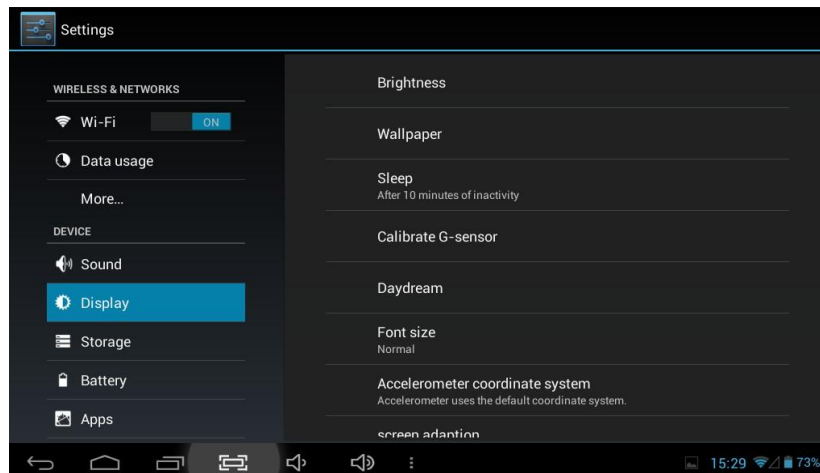 Settings
WIRELESS & NETWORKS
Wi-Fi ON
Data usage
More...
DEVICE
Sound
Display
Storage
Battery
Apps
Brightness
Wallpaper
Sleep
After 10 minutes of inactivity
Calibrate G-sensor
Daydream
Font size
Normal
Accelerometer coordinate system
Accelerometer uses the default coordinate system.
screen adaption
15:29 73%